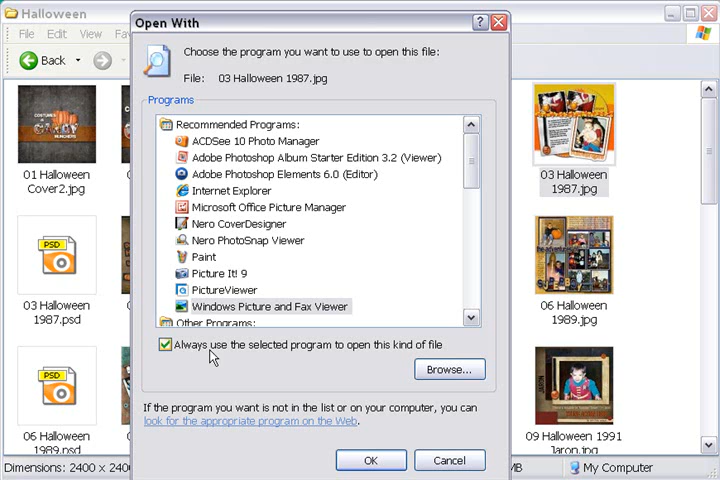 Halloween
File Edit View Fav
Back
Open With
Choose the program you want to use to open this file:
File: 03 Halloween 1987.jpg
Programs
Recommended Programs:
ACDSee 10 Photo Manager
Adobe Photoshop Album Starter Edition 3.2 (Viewer)
Adobe Photoshop Elements 6.0 (Editor)
Internet Explorer
Microsoft Office Picture Manager
Nero CoverDesigner
Nero PhotoSnap Viewer
Paint
Picture It! 9
PictureViewer
Windows Picture and Fax Viewer
Other Programs:
Always use the selected program to open this kind of file
Browse...
If the program you want is not in the list or on your computer, you can
look for the appropriate program on the Web.
OK
Cancel
01 Halloween
Cover2.jpg
03 Halloween
1987.jpg
PSD
03 Halloween
1987.psd
06 Halloween
1989.jpg
PSD
06 Halloween
1989.psd
09 Halloween 1991
Jaron.jpg
Dimensions: 2400 x 240
MB
My Computer